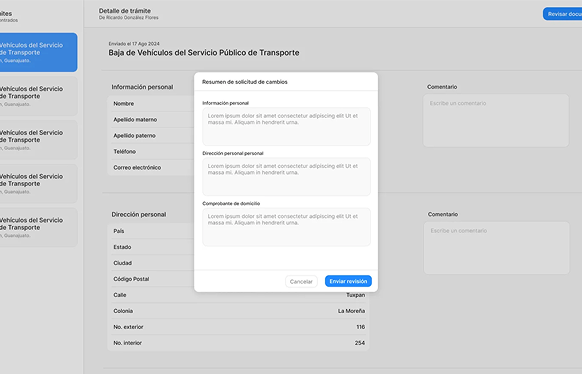 mites
ontrados
Vehículos del Servicio
de Transporte
n, Guanajuato.
Vehículos del Servicio
de Transporte
n, Guanajuato.
Vehículos del Servicio
de Transporte
n, Guanajuato.
Vehículos del Servicio
de Transporte
n, Guanajuato.
Vehículos del Servicio
de Transporte
n, Guanajuato.
Detalle de trámite
De Ricardo González Flores
Revisar docu
Enviado el 17 Ago 2024
Baja de Vehículos del Servicio Público de Transporte
Información personal
Nombre
Apellido materno
Apellido paterno
Teléfono
Correo electrónico
Comentario
Escribe un comentario
Resumen de solicitud de cambios
Información personal
Lorem ipsum dolor sit amet consectetur adipiscing elit Ut et
massa mi. Aliquam in hendrerit urna.
Dirección personal personal
Lorem ipsum dolor sit amet consectetur adipiscing elit Ut et
massa mi. Aliquam in hendrerit urna.
Comprobante de domicilio
Lorem ipsum dolor sit amet consectetur adipiscing elit Ut et
massa mi. Aliquam in hendrerit urna.
Cancelar
Enviar revisión
Dirección personal
País
Estado
Ciudad
Código Postal
Calle Tuxpan
Colonia La Moreña
No. exterior 116
No. interior 254
Comentario
Escribe un comentario